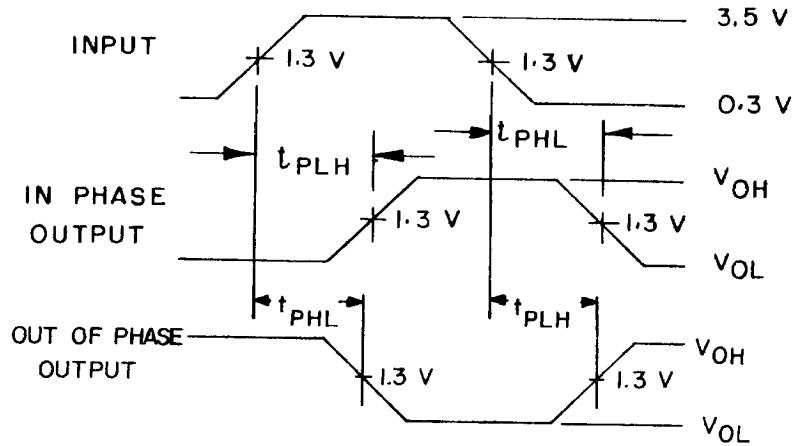 3.5 V
INPUT
1.3 V
1.3 V
0.3 V
tPLH
tPHL
IN PHASE
OUTPUT
VOH
1.3 V
1.3 V
VOL
tPHL
tPLH
OUT OF PHASE
OUTPUT
VOH
1.3 V
1.3 V
VOL